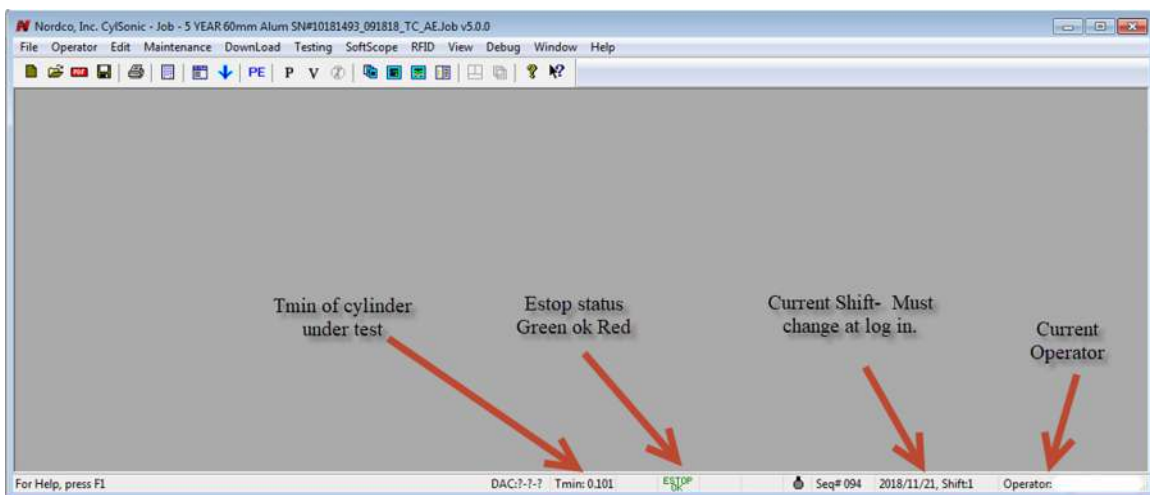 Nordco, Inc. CylSonic - Job - 5 YEAR 60mm Alum SN#10181493_091818_TC_AE.Job v5.0.0
File Operator Edit Maintenance DownLoad Testing SoftScope RFID View Debug Window Help
PDF PE P V Z ? ?
Tmin of cylinder
under test
Estop status
Green ok Red
Current Shift- Must
change at log in.
Current
Operator
For Help, press F1 DAC:?-?-? Tmin: 0.101 ESTOP OK Seq# 094 2018/11/21, Shift:1 Operator: